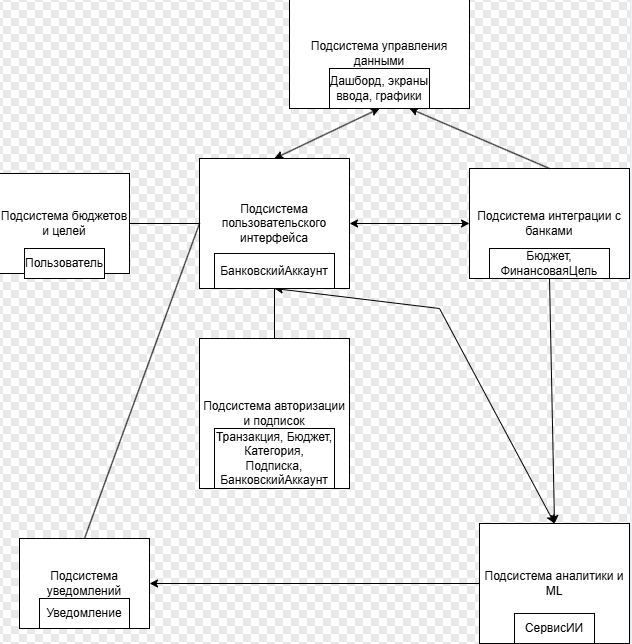 Подсистема управления
данными
Дашборд, экраны
ввода, графики
Подсистема бюджетов
и целей
Пользователь
Подсистема
пользовательского
интерфейса
БанковскийАккаунт
Подсистема интеграции с
банками
Бюджет,
ФинансоваяЦель
Подсистема авторизации
и подписок
Транзакция, Бюджет,
Категория,
Подписка,
БанковскийАккаунт
Подсистема
уведомлений
Уведомление
Подсистема аналитики и
ML
СервисИИ